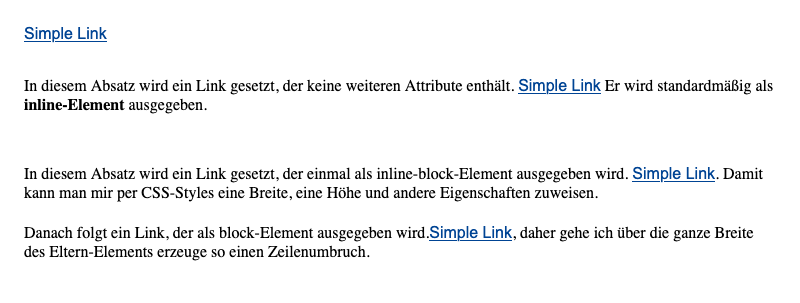 Simple Link
In diesem Absatz wird ein Link gesetzt, der keine weiteren Attribute enthält. Simple Link Er wird standardmäßig als
inline-Element ausgegeben.
In diesem Absatz wird ein Link gesetzt, der einmal als inline-block-Element ausgegeben wird. Simple Link. Damit
kann man mir per CSS-Styles eine Breite, eine Höhe und andere Eigenschaften zuweisen.
Danach folgt ein Link, der als block-Element ausgegeben wird.Simple Link, daher gehe ich über die ganze Breite
des Eltern-Elements erzeuge so einen Zeilenumbruch.